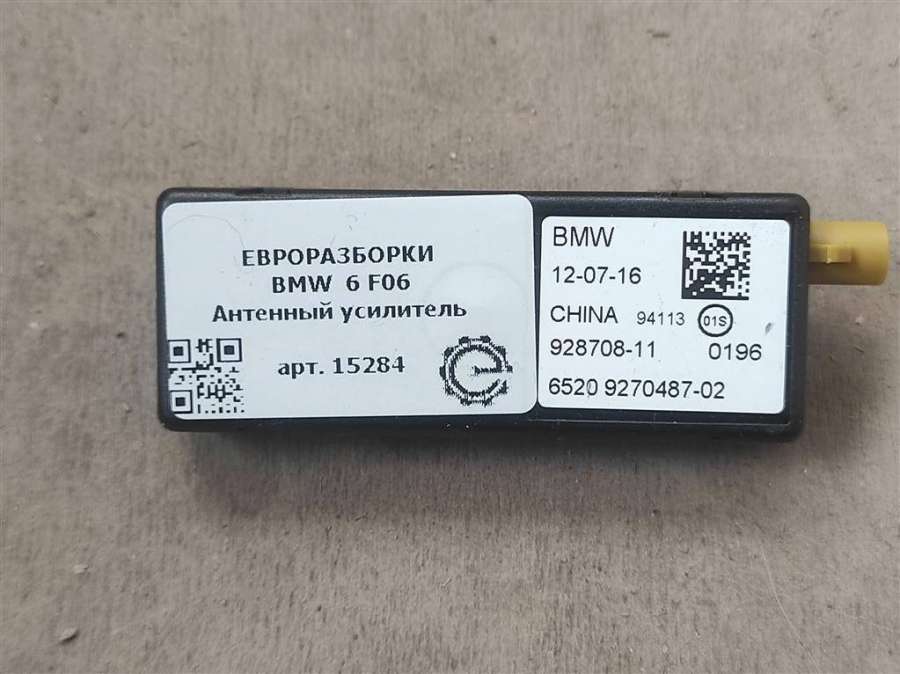 ЕВРОРАЗБОРКИ
BMW 6 F06
Антенный усилитель
арт. 15284
BMW
12-07-16
CHINA 94113 01S
928708-11 0196
6520 9270487-02